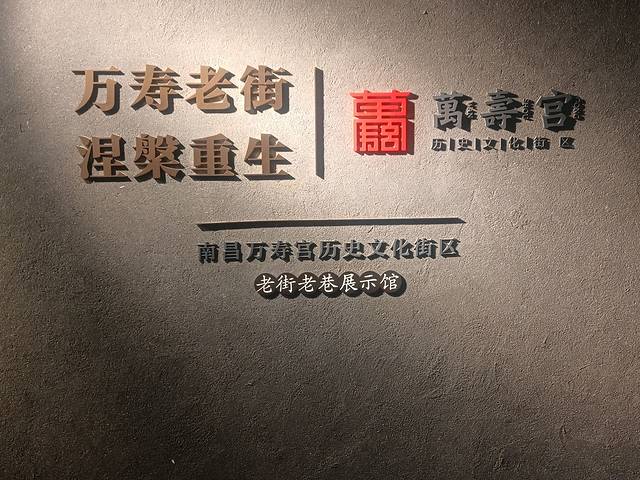 万寿老街
涅槃重生
萬壽宫
历史文化街区
南昌万寿宫历史文化街区
老街老巷展示馆